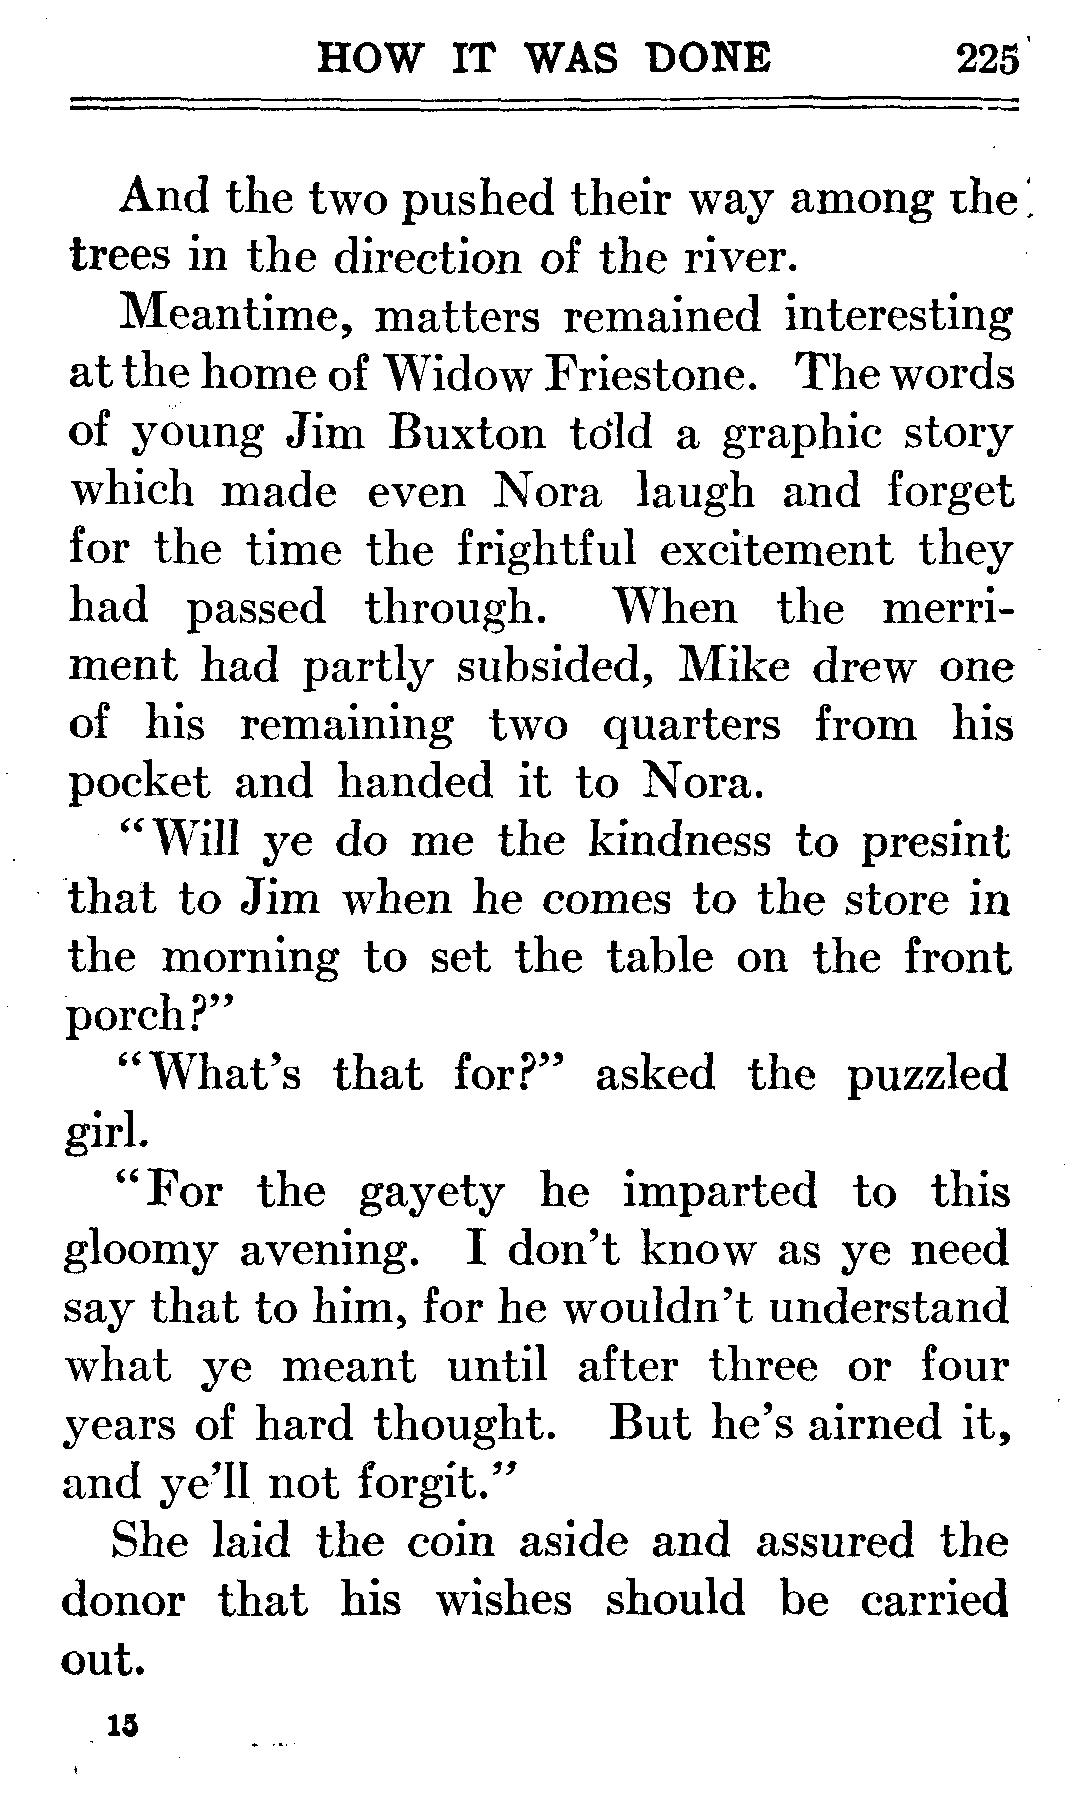 HOW IT WAS DONE 225
And the two pushed their way among the
trees in the direction of the river.
Meantime, matters remained interesting
at the home of Widow Friestone. The words
of young Jim Buxton told a graphic story
which made even Nora laugh and forget
for the time the frightful excitement they
had passed through. When the merri-
ment had partly subsided, Mike drew one
of his remaining two quarters from his
pocket and handed it to Nora.
"Will ye do me the kindness to presint
that to Jim when he comes to the store in
the morning to set the table on the front
porch?"
"What's that for?" asked the puzzled
girl.
"For the gayety he imparted to this
gloomy avening. I don't know as ye need
say that to him, for he wouldn't understand
what ye meant until after three or four
years of hard thought. But he's airned it,
and ye'll not forgit."
She laid the coin aside and assured the
donor that his wishes should be carried
out.
15